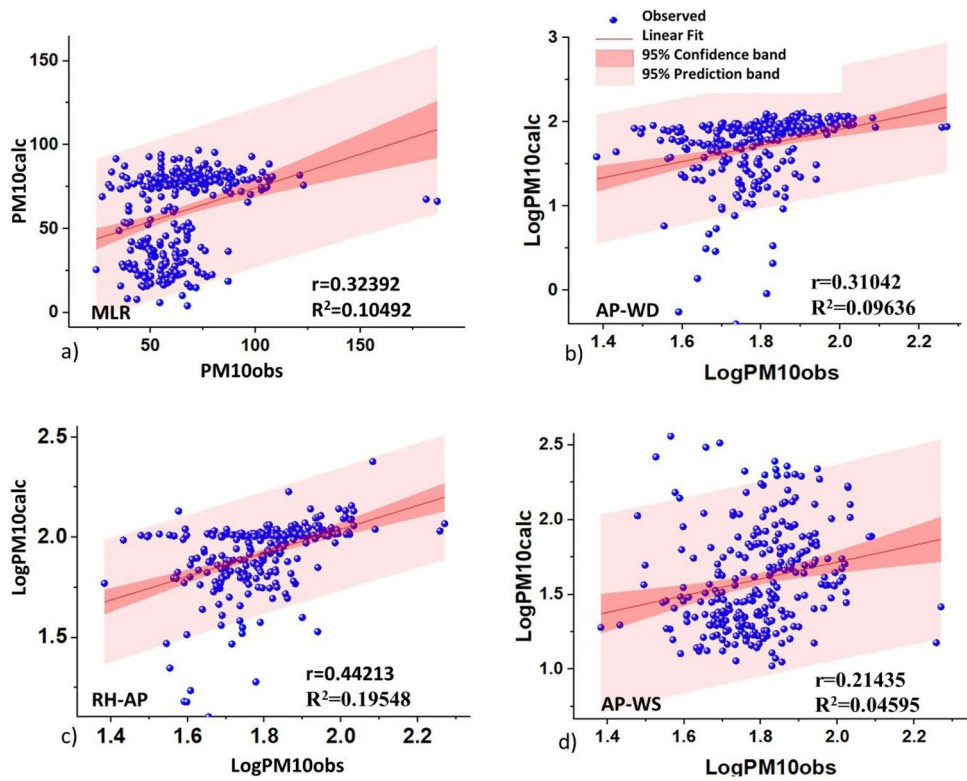 150
100
50
0
PM10calc
r=0.32392
R²=0.10492
MLR
50
100
150
a)
PM10obs
Observed
Linear Fit
95% Confidence band
95% Prediction band
3
2
1
0
LogPM10calc
r=0.31042
R²=0.09636
AP-WD
1.4
1.6
1.8
2.0
2.2
b)
LogPM10obs
2.5
2.0
1.5
LogPM10calc
r=0.44213
R²=0.19548
RH-AP
1.4
1.6
1.8
2.0
2.2
c)
LogPM10obs
2.5
2.0
1.5
1.0
LogPM10calc
r=0.21435
R²=0.04595
AP-WS
1.4
1.6
1.8
2.0
2.2
d)
LogPM10obs